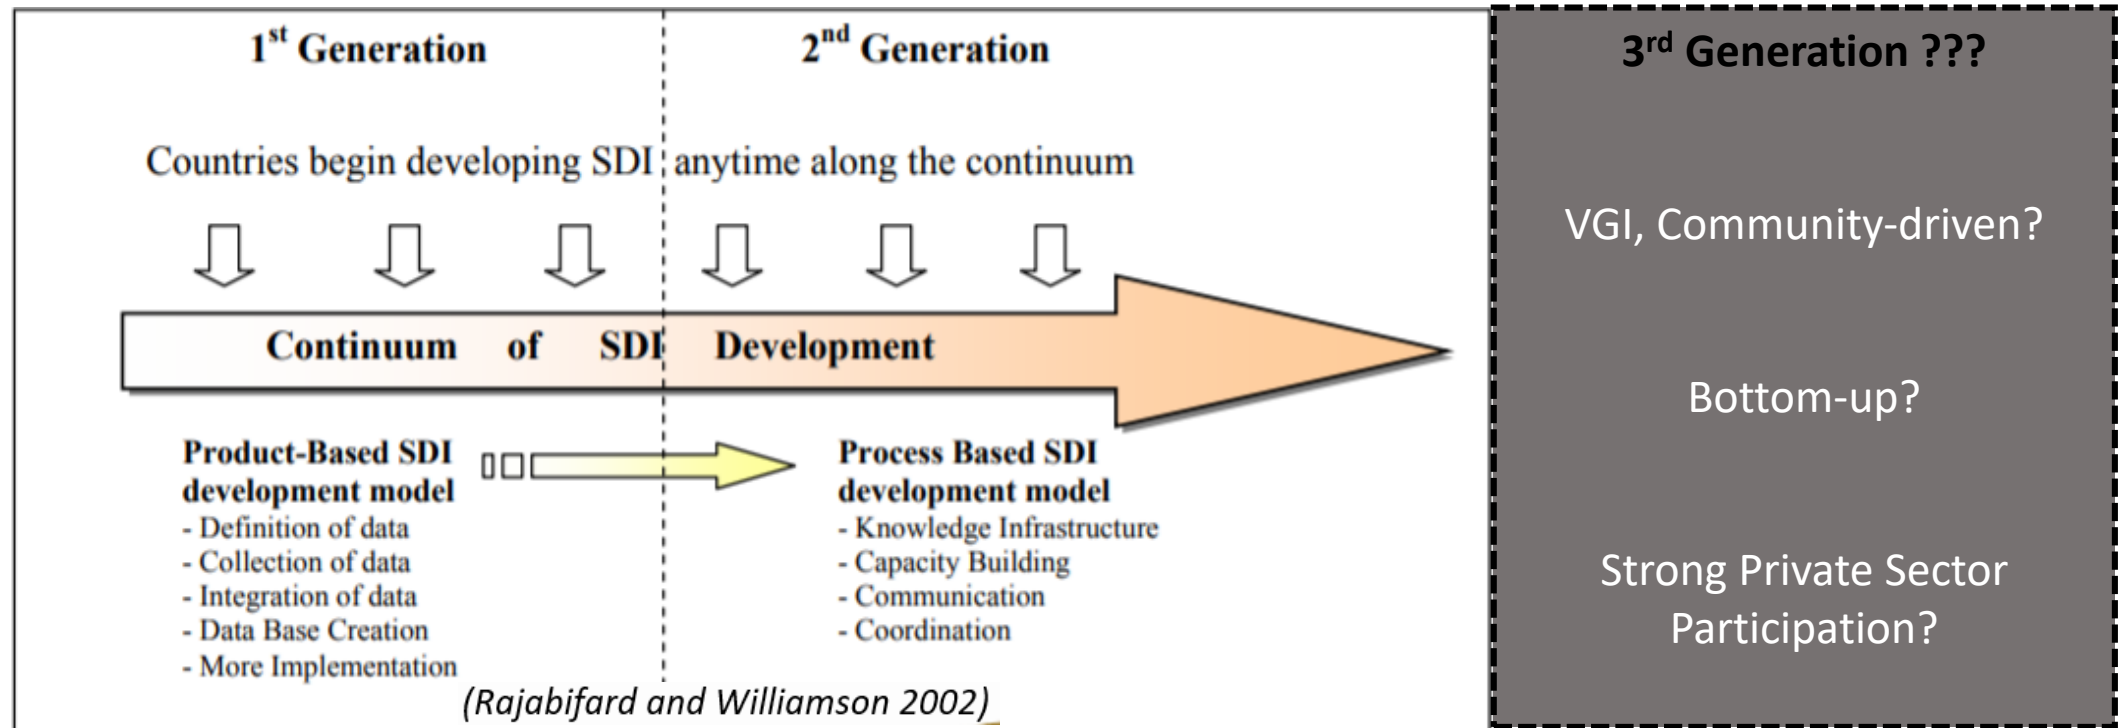 1st Generation
2nd Generation
Countries begin developing SDI anytime along the continuum
Continuum of SDI Development
Product-Based SDI
development model
- Definition of data
- Collection of data
- Integration of data
- Data Base Creation
- More Implementation
Process Based SDI
development model
- Knowledge Infrastructure
- Capacity Building
- Communication
- Coordination
(Rajabifard and Williamson 2002)
3rd Generation ???
VGI, Community-driven?
Bottom-up?
Strong Private Sector
Participation?